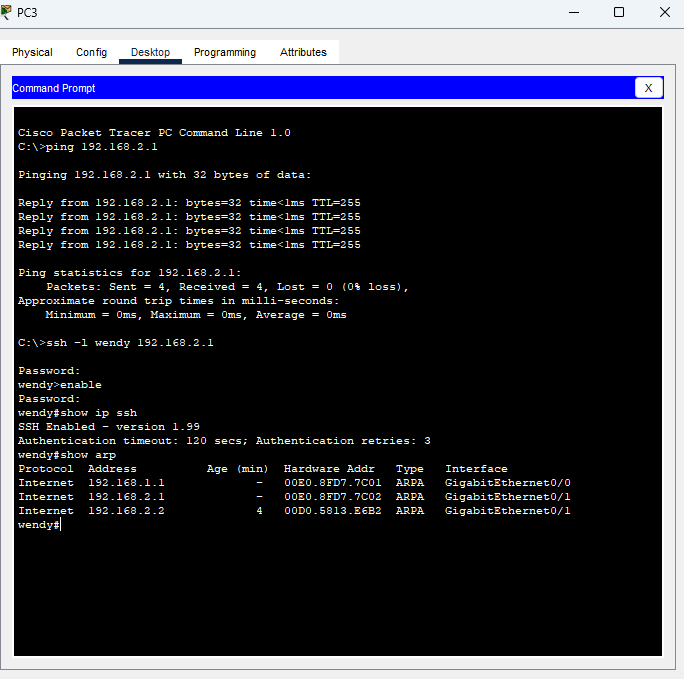 PC3
Physical Config Desktop Programming Attributes
Command Prompt X
Cisco Packet Tracer PC Command Line 1.0
C:\>ping 192.168.2.1
Pinging 192.168.2.1 with 32 bytes of data:
Reply from 192.168.2.1: bytes=32 time<1ms TTL=255
Reply from 192.168.2.1: bytes=32 time<1ms TTL=255
Reply from 192.168.2.1: bytes=32 time<1ms TTL=255
Reply from 192.168.2.1: bytes=32 time<1ms TTL=255
Ping statistics for 192.168.2.1:
Packets: Sent = 4, Received = 4, Lost = 0 (0% loss),
Approximate round trip times in milli-seconds:
Minimum = 0ms, Maximum = 0ms, Average = 0ms
C:\>ssh -l wendy 192.168.2.1
Password:
wendy>enable
Password:
wendy#show ip ssh
SSH Enabled - version 1.99
Authentication timeout: 120 secs; Authentication retries: 3
wendy#show arp
Protocol Address Age (min) Hardware Addr Type Interface
Internet 192.168.1.1 - 00E0.8FD7.7C01 ARPA GigabitEthernet0/0
Internet 192.168.2.1 - 00E0.8FD7.7C02 ARPA GigabitEthernet0/1
Internet 192.168.2.2 4 00D0.5813.E6B2 ARPA GigabitEthernet0/1
wendy#